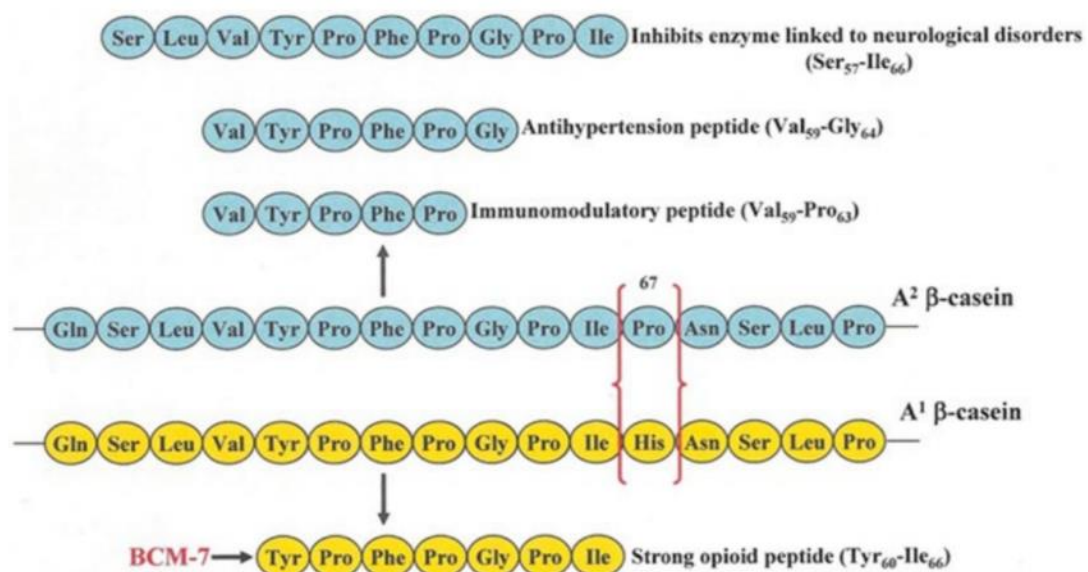 Ser Leu Val Tyr Pro Phe Pro Gly Pro Ile Inhibits enzyme linked to neurological disorders
(Ser₅₇-Ile₆₆)
Val Tyr Pro Phe Pro Gly Antihypertension peptide (Val₅₉-Gly₆₄)
Val Tyr Pro Phe Pro Immunomodulatory peptide (Val₅₉-Pro₆₃)
67
A² β-casein
Gln Ser Leu Val Tyr Pro Phe Pro Gly Pro Ile Pro Asn Ser Leu Pro
A¹ β-casein
Gln Ser Leu Val Tyr Pro Phe Pro Gly Pro Ile His Asn Ser Leu Pro
BCM-7 Tyr Pro Phe Pro Gly Pro Ile Strong opioid peptide (Tyr₆₀-Ile₆₆)